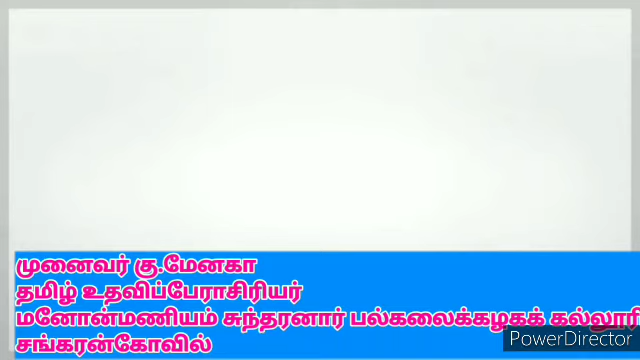 முனைவர் கு.மேனகா
தமிழ் உதவிப்பேராசிரியர்
மனோன்மணியம் சுந்தரனார் பல்கலைக்கழகக் கல்லூரி
சங்கரன்கோவில்
PowerDirector